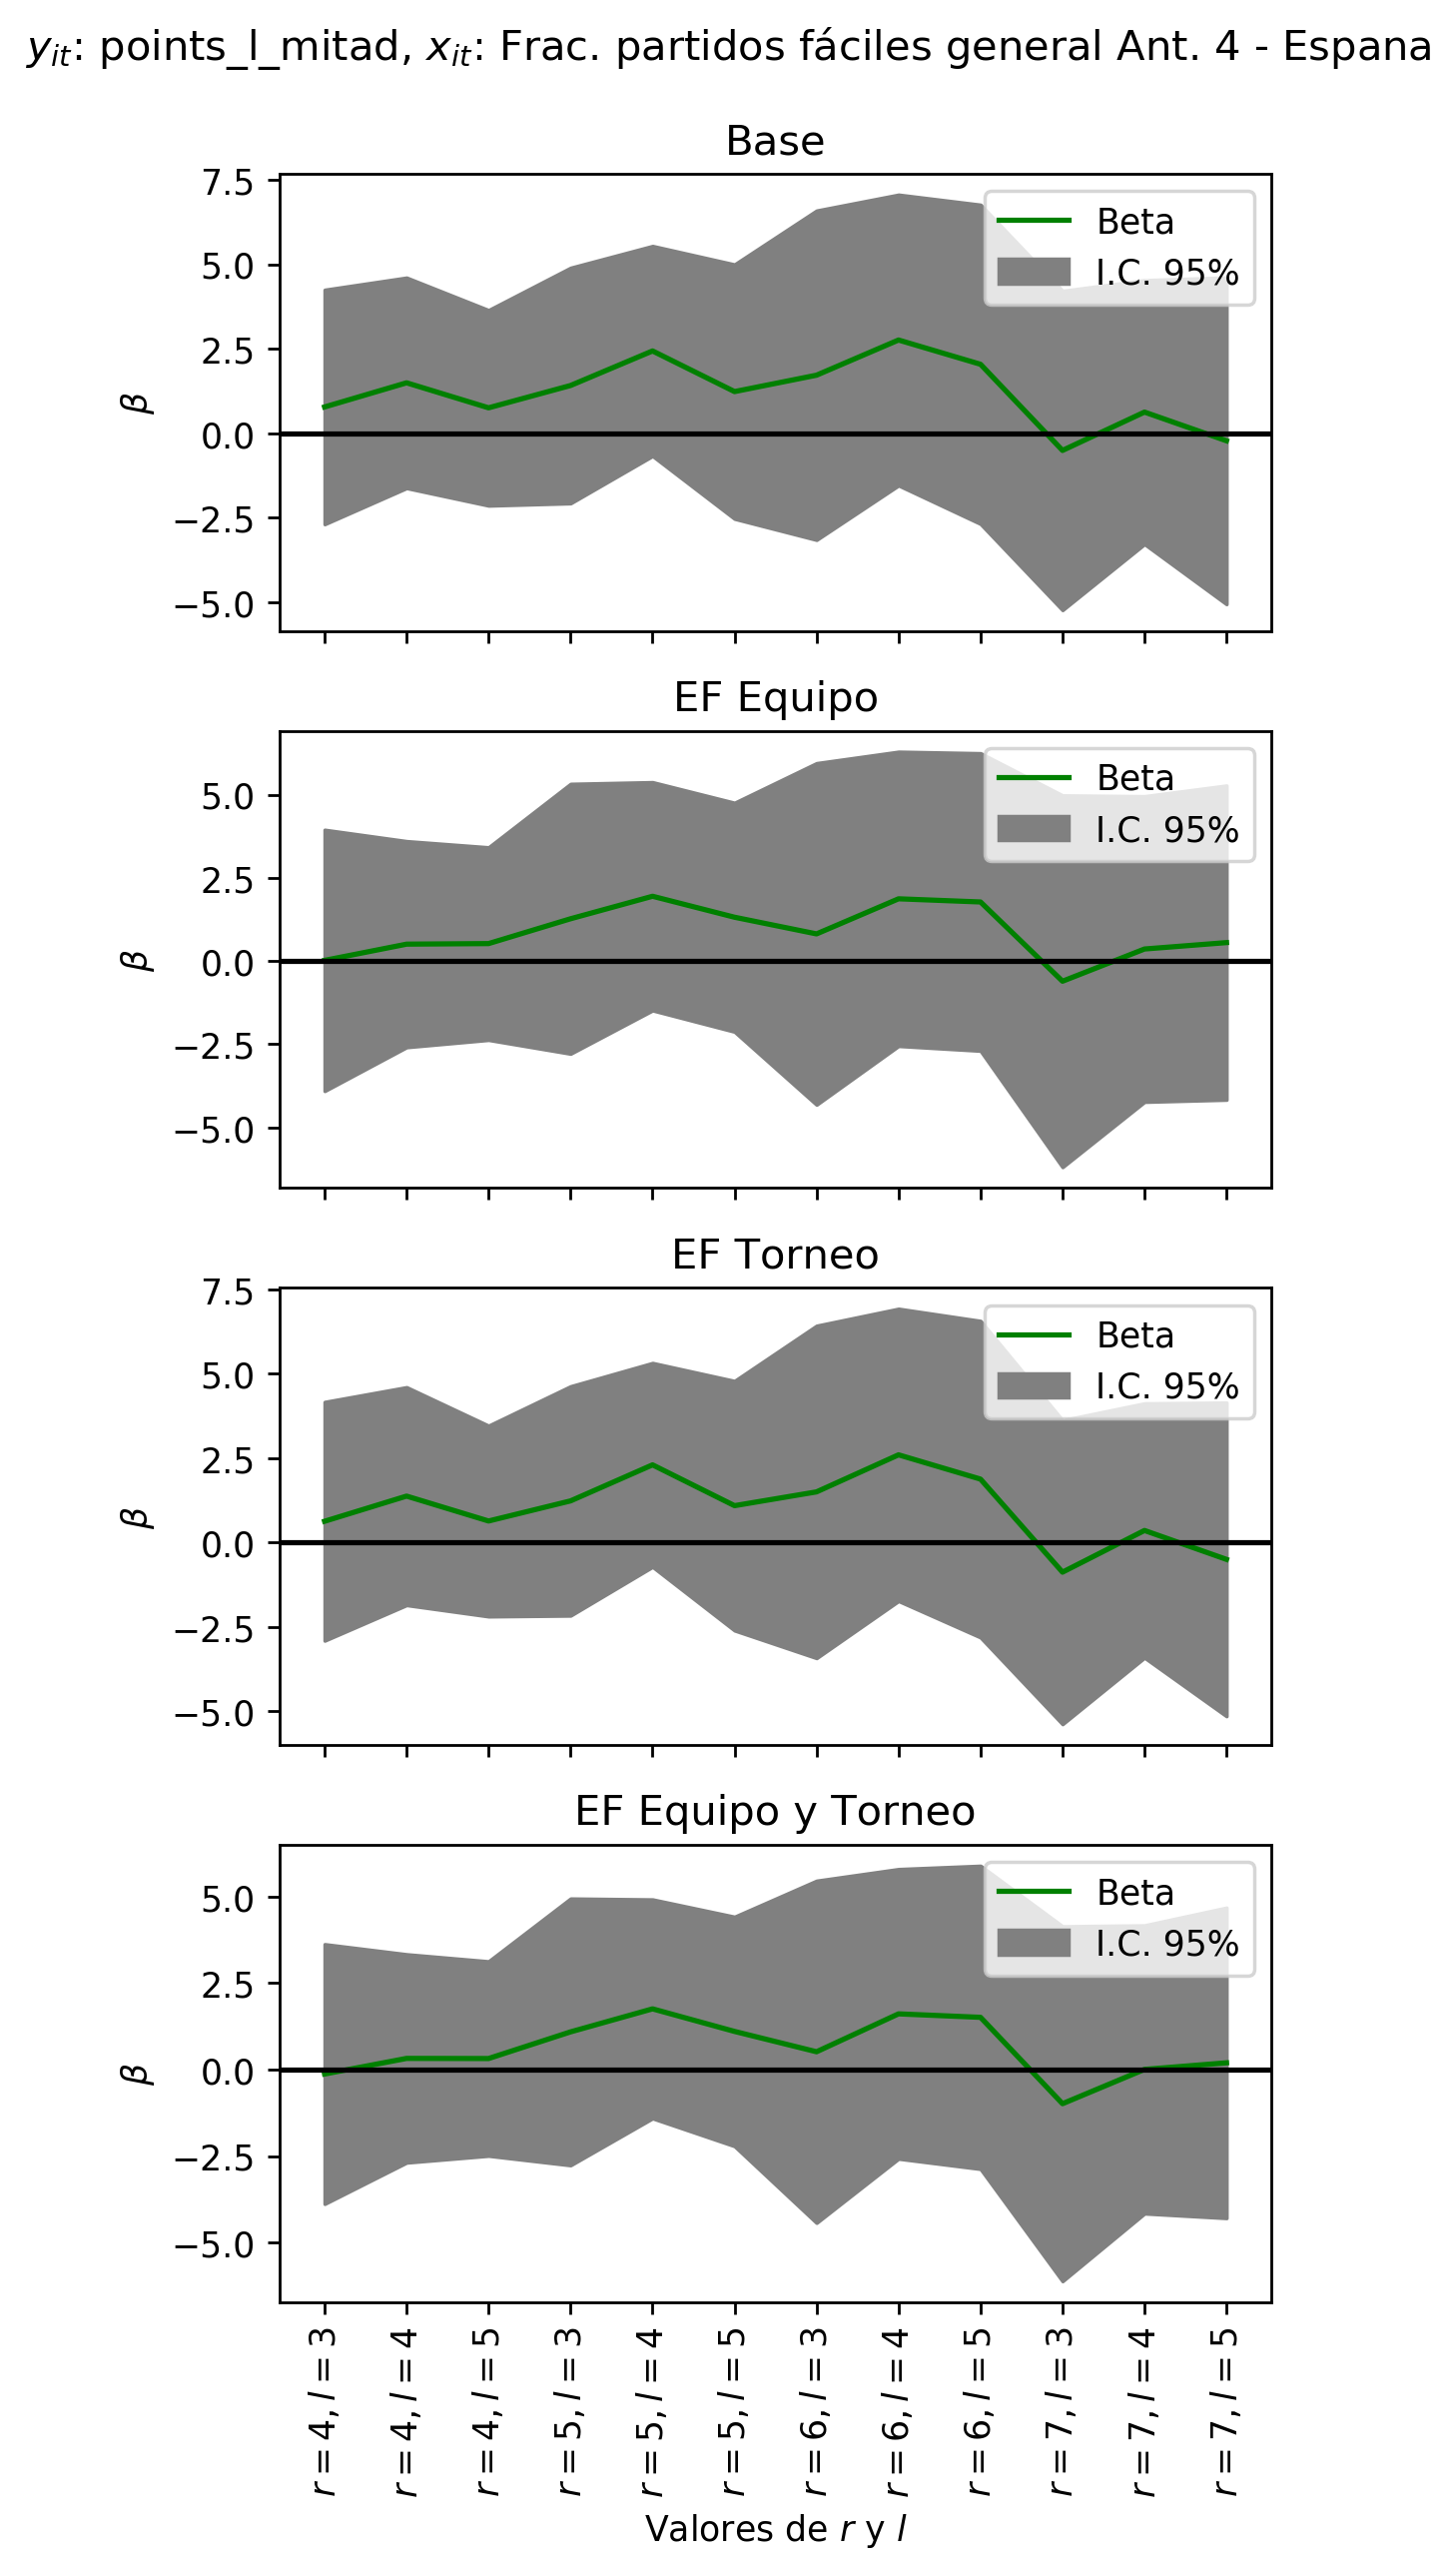 y_it: points_l_mitad, x_it: Frac. partidos fáciles general Ant. 4 - Espana
Base
7.5
5.0
2.5
0.0
−2.5
−5.0
β
Beta
I.C. 95%
EF Equipo
5.0
2.5
0.0
−2.5
−5.0
β
Beta
I.C. 95%
EF Torneo
7.5
5.0
2.5
0.0
−2.5
−5.0
β
Beta
I.C. 95%
EF Equipo y Torneo
5.0
2.5
0.0
−2.5
−5.0
β
Beta
I.C. 95%
r = 4, l = 3
r = 4, l = 4
r = 4, l = 5
r = 5, l = 3
r = 5, l = 4
r = 5, l = 5
r = 6, l = 3
r = 6, l = 4
r = 6, l = 5
r = 7, l = 3
r = 7, l = 4
r = 7, l = 5
Valores de r y l